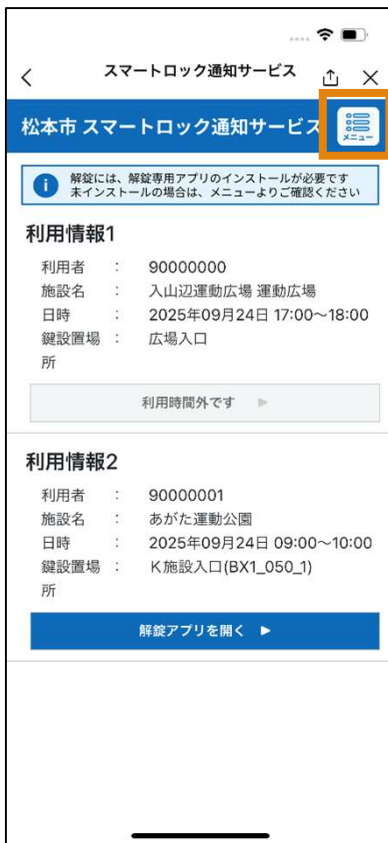 スマートロック通知サービス
松本市 スマートロック通知サービス
メニュー
解錠には、解錠専用アプリのインストールが必要です
未インストールの場合は、メニューよりご確認ください
利用情報1
利用者 : 90000000
施設名 : 入山辺運動広場 運動広場
日時 : 2025年09月24日 17:00～18:00
鍵設置場 : 広場入口
所
利用時間外です ▶
利用情報2
利用者 : 90000001
施設名 : あがた運動公園
日時 : 2025年09月24日 09:00～10:00
鍵設置場 : K施設入口(BX1_050_1)
所
解錠アプリを開く ▶